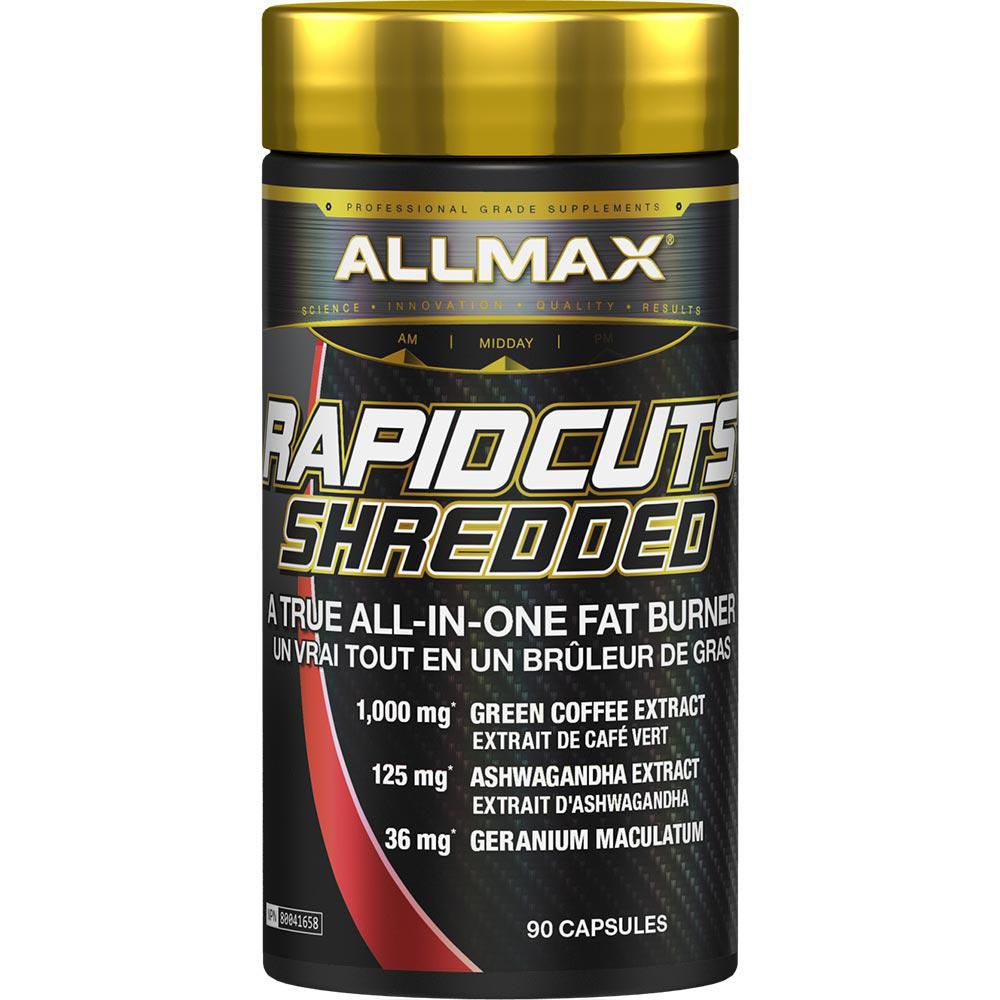 PROFESSIONAL GRADE SUPPLEMENTS
ALLMAX®
SCIENCE • INNOVATION • QUALITY • RESULTS
AM | MIDDAY | PM
RAPIDCUTS®
SHREDDED
A TRUE ALL-IN-ONE FAT BURNER
UN VRAI TOUT EN UN BRÛLEUR DE GRAS
1,000 mg* GREEN COFFEE EXTRACT
EXTRAIT DE CAFÉ VERT
125 mg* ASHWAGANDHA EXTRACT
EXTRAIT D'ASHWAGANDHA
36 mg* GERANIUM MACULATUM
NPN 80041658
90 CAPSULES